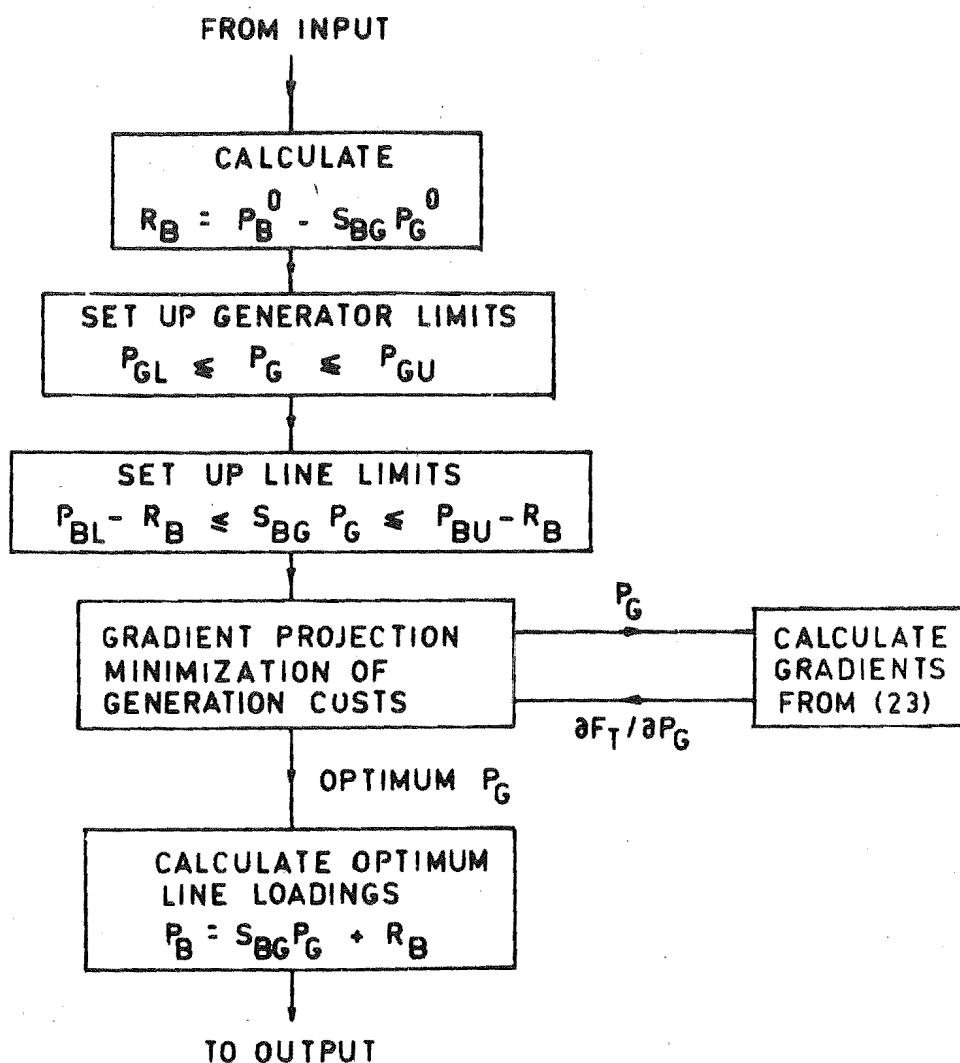 FROM INPUT
CALCULATE
R_B = P_B^0 - S_BG P_G^0
SET UP GENERATOR LIMITS
P_GL ≤ P_G ≤ P_GU
SET UP LINE LIMITS
P_BL - R_B ≤ S_BG P_G ≤ P_BU - R_B
GRADIENT PROJECTION
MINIMIZATION OF
GENERATION CUSTS
P_G
∂F_T/∂P_G
CALCULATE
GRADIENTS
FROM (23)
OPTIMUM P_G
CALCULATE OPTIMUM
LINE LOADINGS
P_B = S_BG P_G + R_B
TO OUTPUT